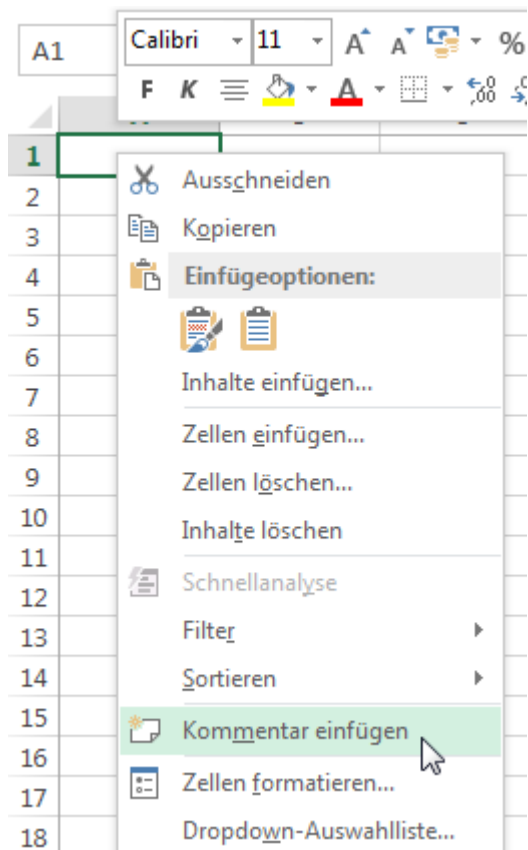 A1
Calibri 11 A A %
F K A ,00
1
2
3
4
5
6
7
8
9
10
11
12
13
14
15
16
17
18
Ausschneiden
Kopieren
Einfügeoptionen:
Inhalte einfügen...
Zellen einfügen...
Zellen löschen...
Inhalte löschen
Schnellanalyse
Filter
Sortieren
Kommentar einfügen
Zellen formatieren...
Dropdown-Auswahlliste...